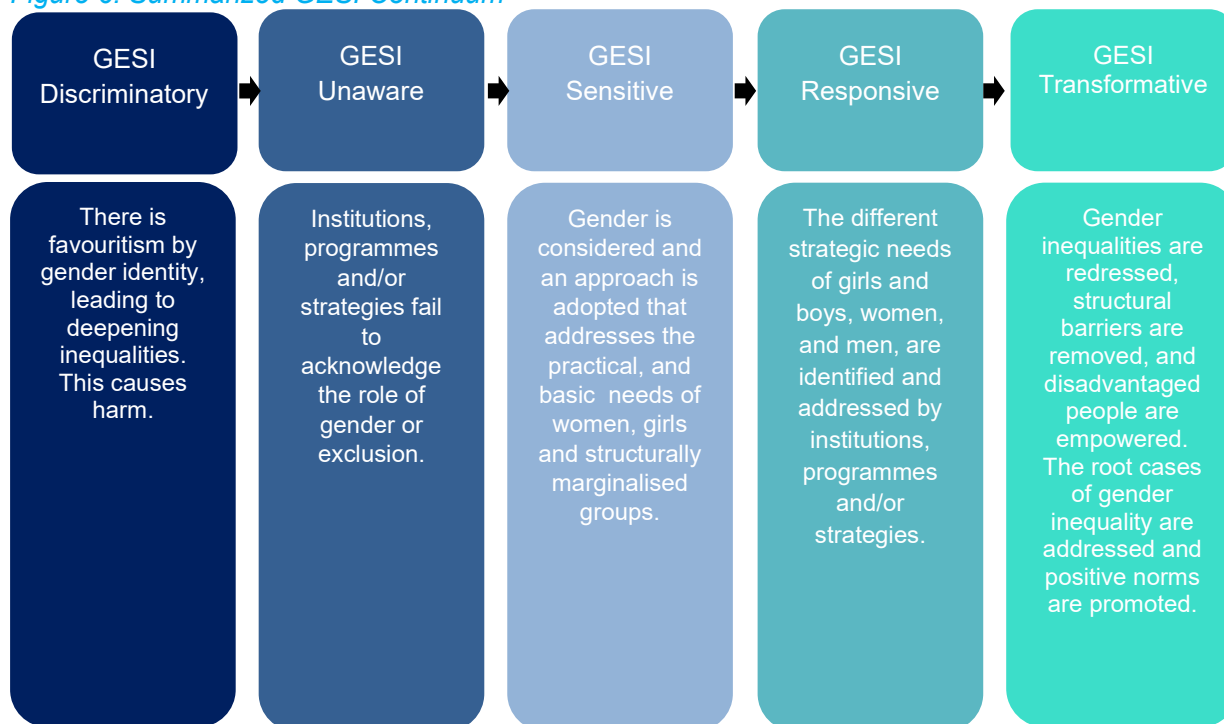 Figure 6: Summarized GESI Continuum
GESI
Discriminatory
GESI
Unaware
GESI
Sensitive
GESI
Responsive
GESI
Transformative
There is
favouritism by
gender identity,
leading to
deepening
inequalities.
This causes
harm.
Institutions,
programmes
and/or
strategies fail
to
acknowledge
the role of
gender or
exclusion.
Gender is
considered and
an approach is
adopted that
addresses the
practical, and
basic needs of
women, girls
and structurally
marginalised
groups.
The different
strategic needs
of girls and
boys, women,
and men, are
identified and
addressed by
institutions,
programmes
and/or
strategies.
Gender
inequalities are
redressed,
structural
barriers are
removed, and
disadvantaged
people are
empowered.
The root cases
of gender
inequality are
addressed and
positive norms
are promoted.